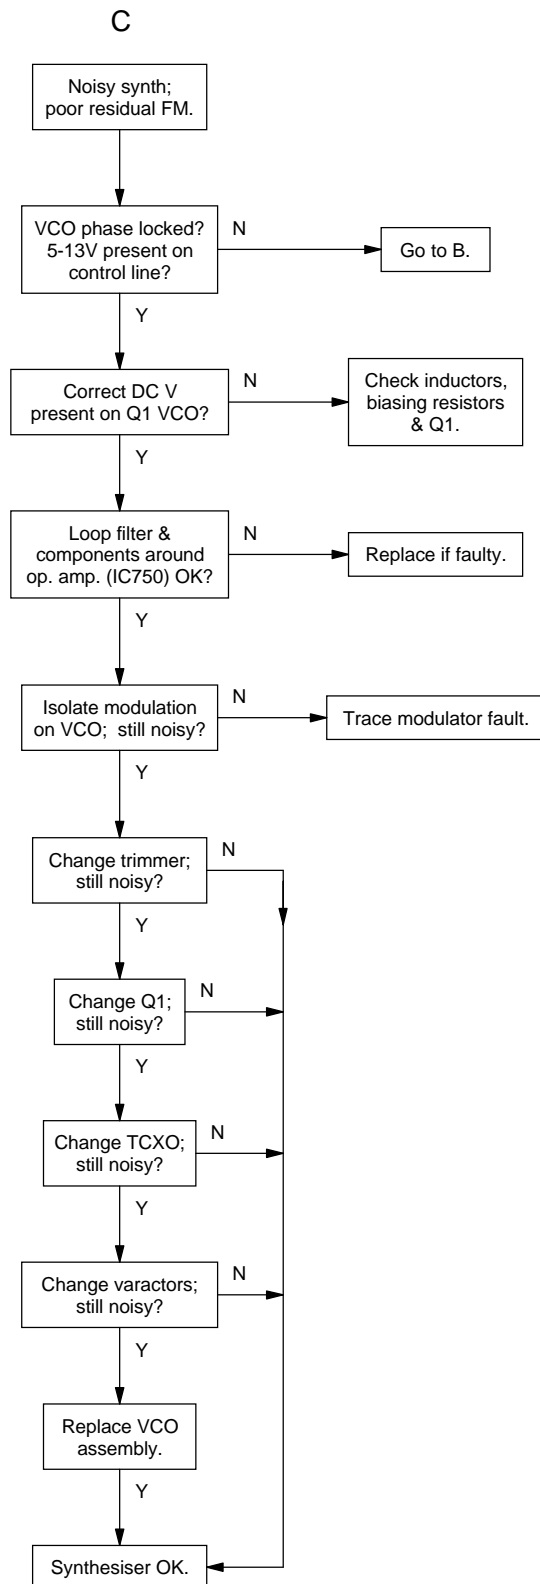 C
Noisy synth;
poor residual FM.
VCO phase locked?
5-13V present on
control line?
N
Go to B.
Y
Correct DC V
present on Q1 VCO?
N
Check inductors,
biasing resistors
& Q1.
Y
Loop filter &
components around
op. amp. (IC750) OK?
N
Replace if faulty.
Y
Isolate modulation
on VCO;  still noisy?
N
Trace modulator fault.
Y
Change trimmer;
still noisy?
N
Y
Change Q1;
still noisy?
N
Y
Change TCXO;
still noisy?
N
Y
Change varactors;
still noisy?
N
Y
Replace VCO
assembly.
Y
Synthesiser OK.